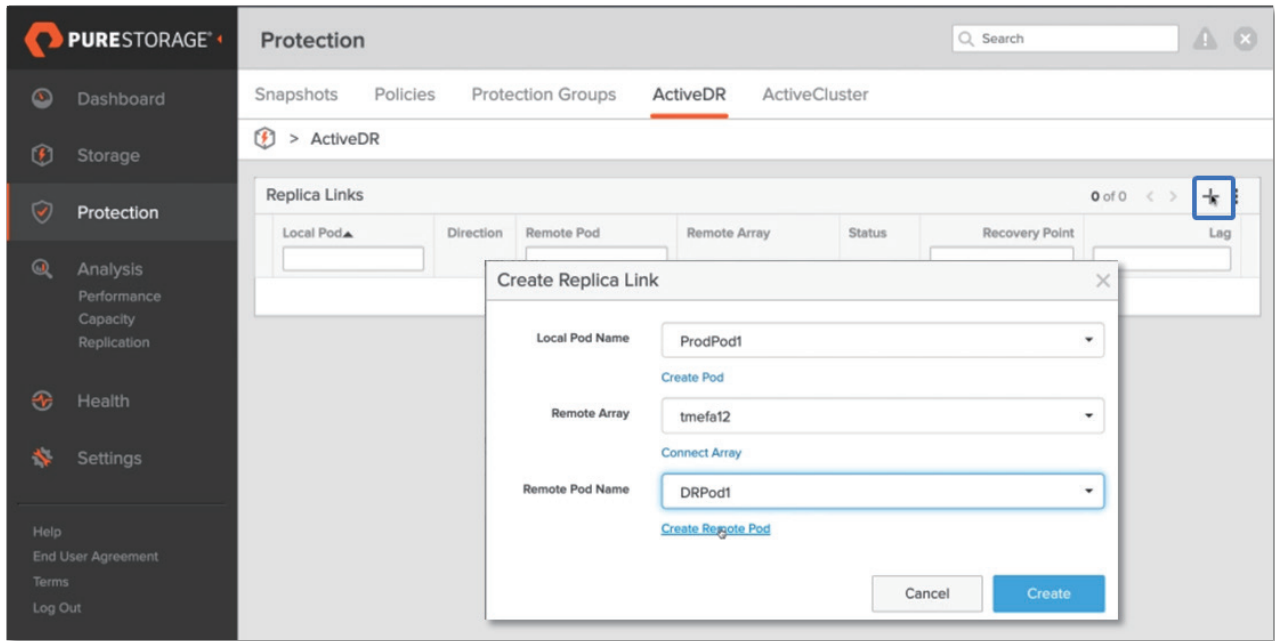 PURESTORAGE®
Protection
Search
Dashboard
Storage
Protection
Analysis
Performance
Capacity
Replication
Health
Settings
Help
End User Agreement
Terms
Log Out
Snapshots Policies Protection Groups ActiveDR ActiveCluster
> ActiveDR
Replica Links 0 of 0 < >
Local Pod▲ Direction Remote Pod Remote Array Status Recovery Point Lag
Create Replica Link
Local Pod Name ProdPod1
Create Pod
Remote Array tmefa12
Connect Array
Remote Pod Name DRPod1
Create Remote Pod
Cancel Create